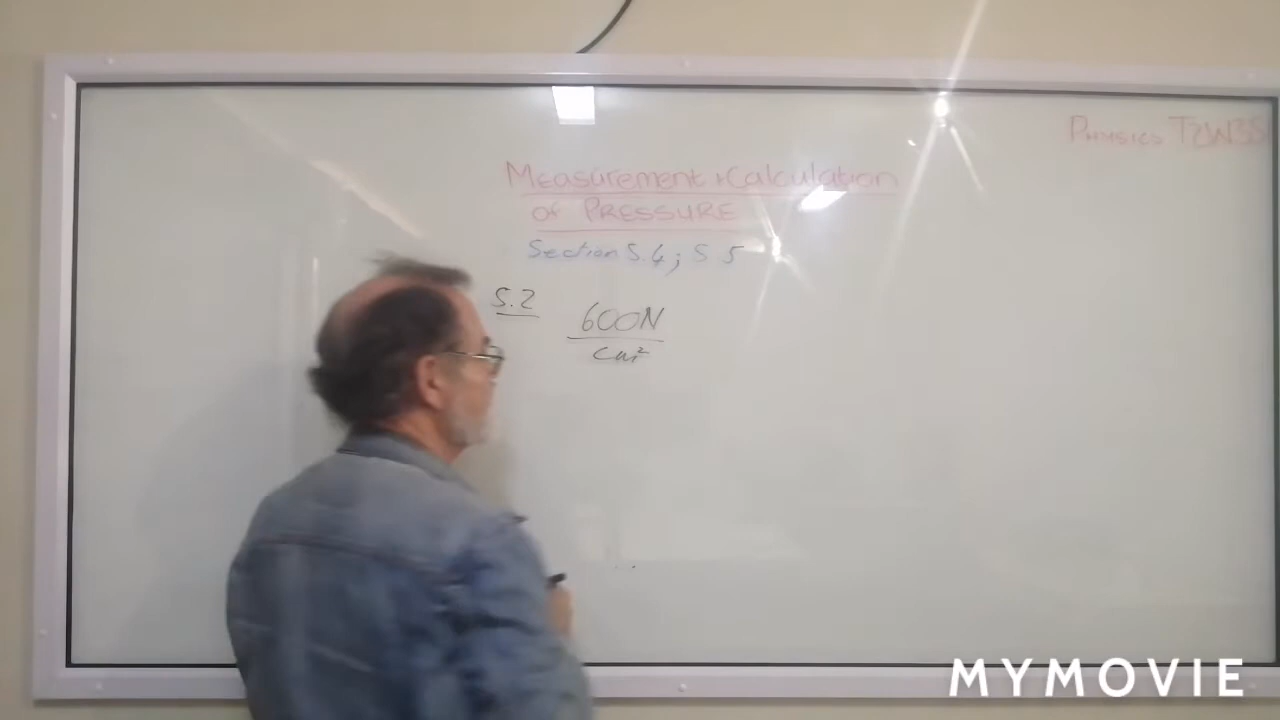 PHYSICS T2W3S
MEASUREMENT + Calculation
OF PRESSURE
Section 5.4; 5.5
5.2
600N
cm²
MYMOVIE